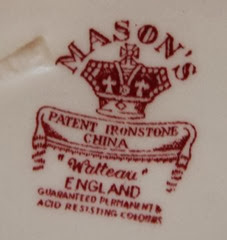 MASON'S
PATENT IRONSTONE
CHINA
"Watteau"
ENGLAND
GUARANTEED PERMANENT &
ACID RESISTING COLOURS